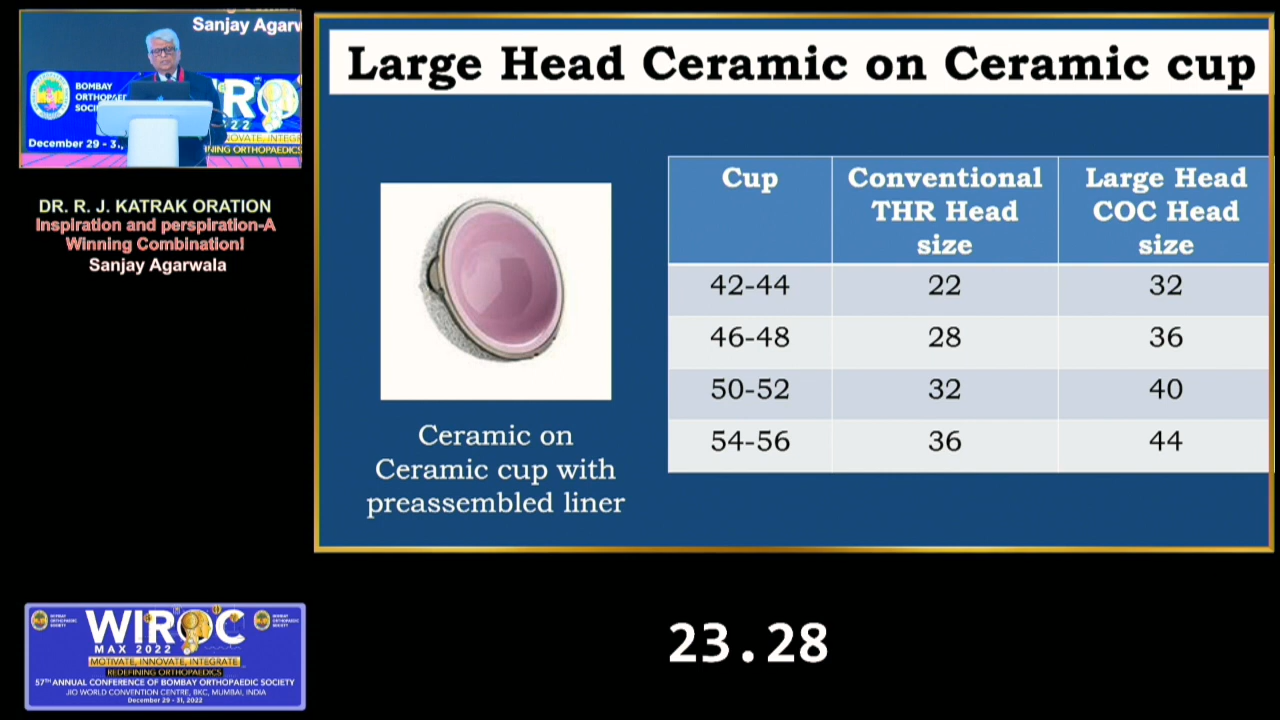 Sanjay Agarw
BOMBAY
ORTHOPAED
SOCI
December 29 - 31,
DR. R. J. KATRAK ORATION
Inspiration and perspiration-A
Winning Combination!
Sanjay Agarwala
Large Head Ceramic on Ceramic cup
Ceramic on
Ceramic cup with
preassembled liner
Cup Conventional THR Head size Large Head COC Head size
42-44 22 32
46-48 28 36
50-52 32 40
54-56 36 44
WIROC
MAX 2022
MOTIVATE, INNOVATE, INTEGRATE
REDEFINING ORTHOPAEDICS
57TH ANNUAL CONFERENCE OF BOMBAY ORTHOPAEDIC SOCIETY
JIO WORLD CONVENTION CENTRE, BKC, MUMBAI, INDIA
December 29 - 31, 2022
23.28